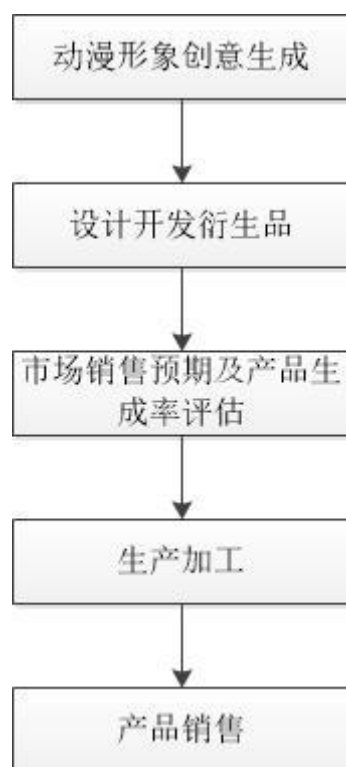 动漫形象创意生成
设计开发衍生品
市场销售预期及产品生
成率评估
生产加工
产品销售